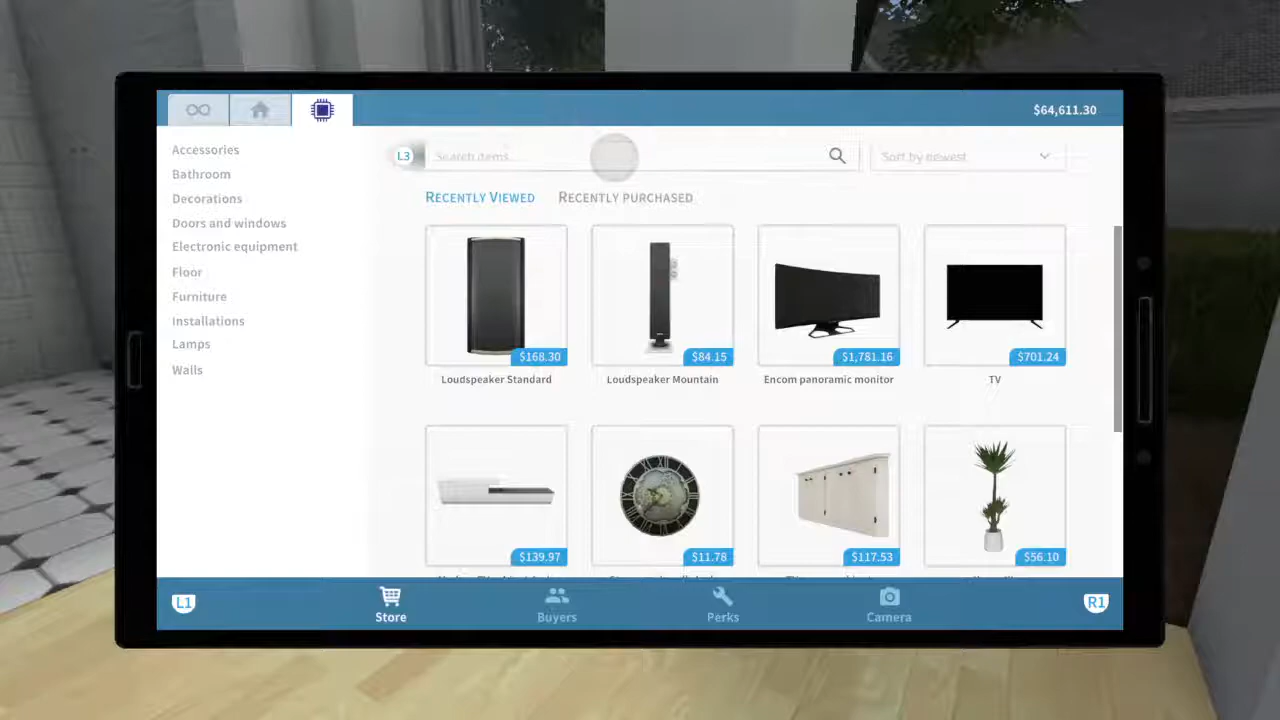 $64,611.30
Accessories
Bathroom
Decorations
Doors and windows
Electronic equipment
Floor
Furniture
Installations
Lamps
Walls
L3
Search items
Sort by newest
Recently Viewed
Recently purchased
$168.30
$84.15
$1,781.16
$701.24
Loudspeaker Standard
Loudspeaker Mountain
Encom panoramic monitor
TV
$139.97
$11.78
$117.53
$56.10
L1
Store
Buyers
Perks
Camera
R1